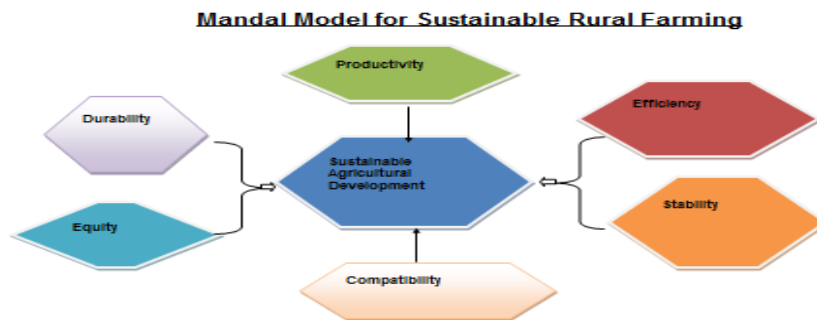 Mandal Model for Sustainable Rural Farming
Productivity
Durability
Efficiency
Sustainable
Agricultural
Development
Equity
Stability
Compatibility